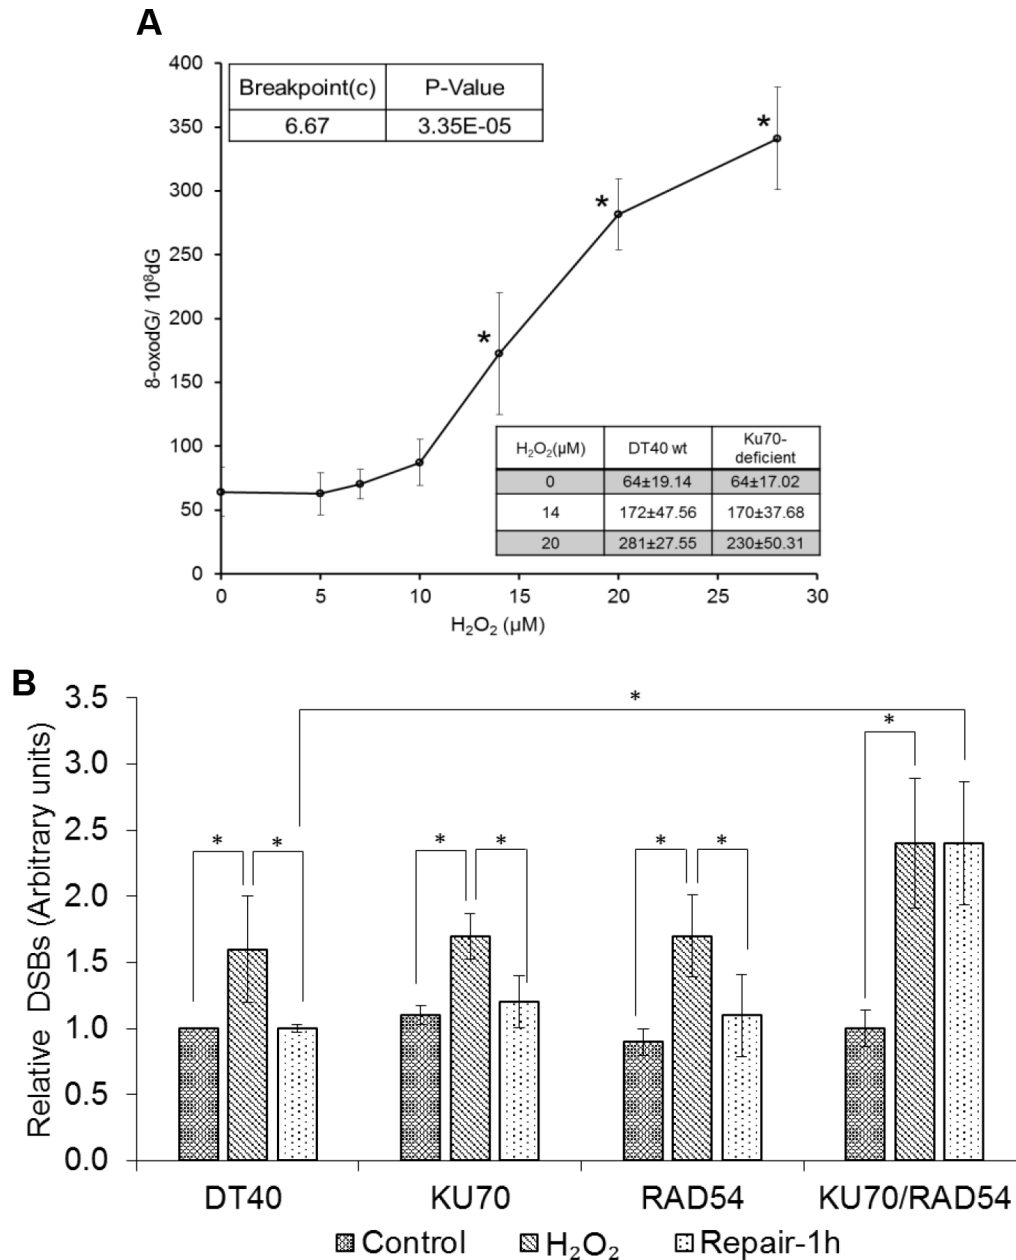 A
400
350
300
250
200
150
100
50
0
8-oxodG/ 10⁸dG
Breakpoint(c) P-Value
6.67 3.35E-05
*
*
*
H₂O₂(µM) DT40 wt Ku70-
deficient
0 64±19.14 64±17.02
14 172±47.56 170±37.68
20 281±27.55 230±50.31
0 5 10 15 20 25 30
H₂O₂ (µM)
B
3.5
3.0
2.5
2.0
1.5
1.0
0.5
0.0
Relative DSBs (Arbitrary units)
*
*
* * * * * *
DT40 KU70 RAD54 KU70/RAD54
Control H₂O₂ Repair-1h